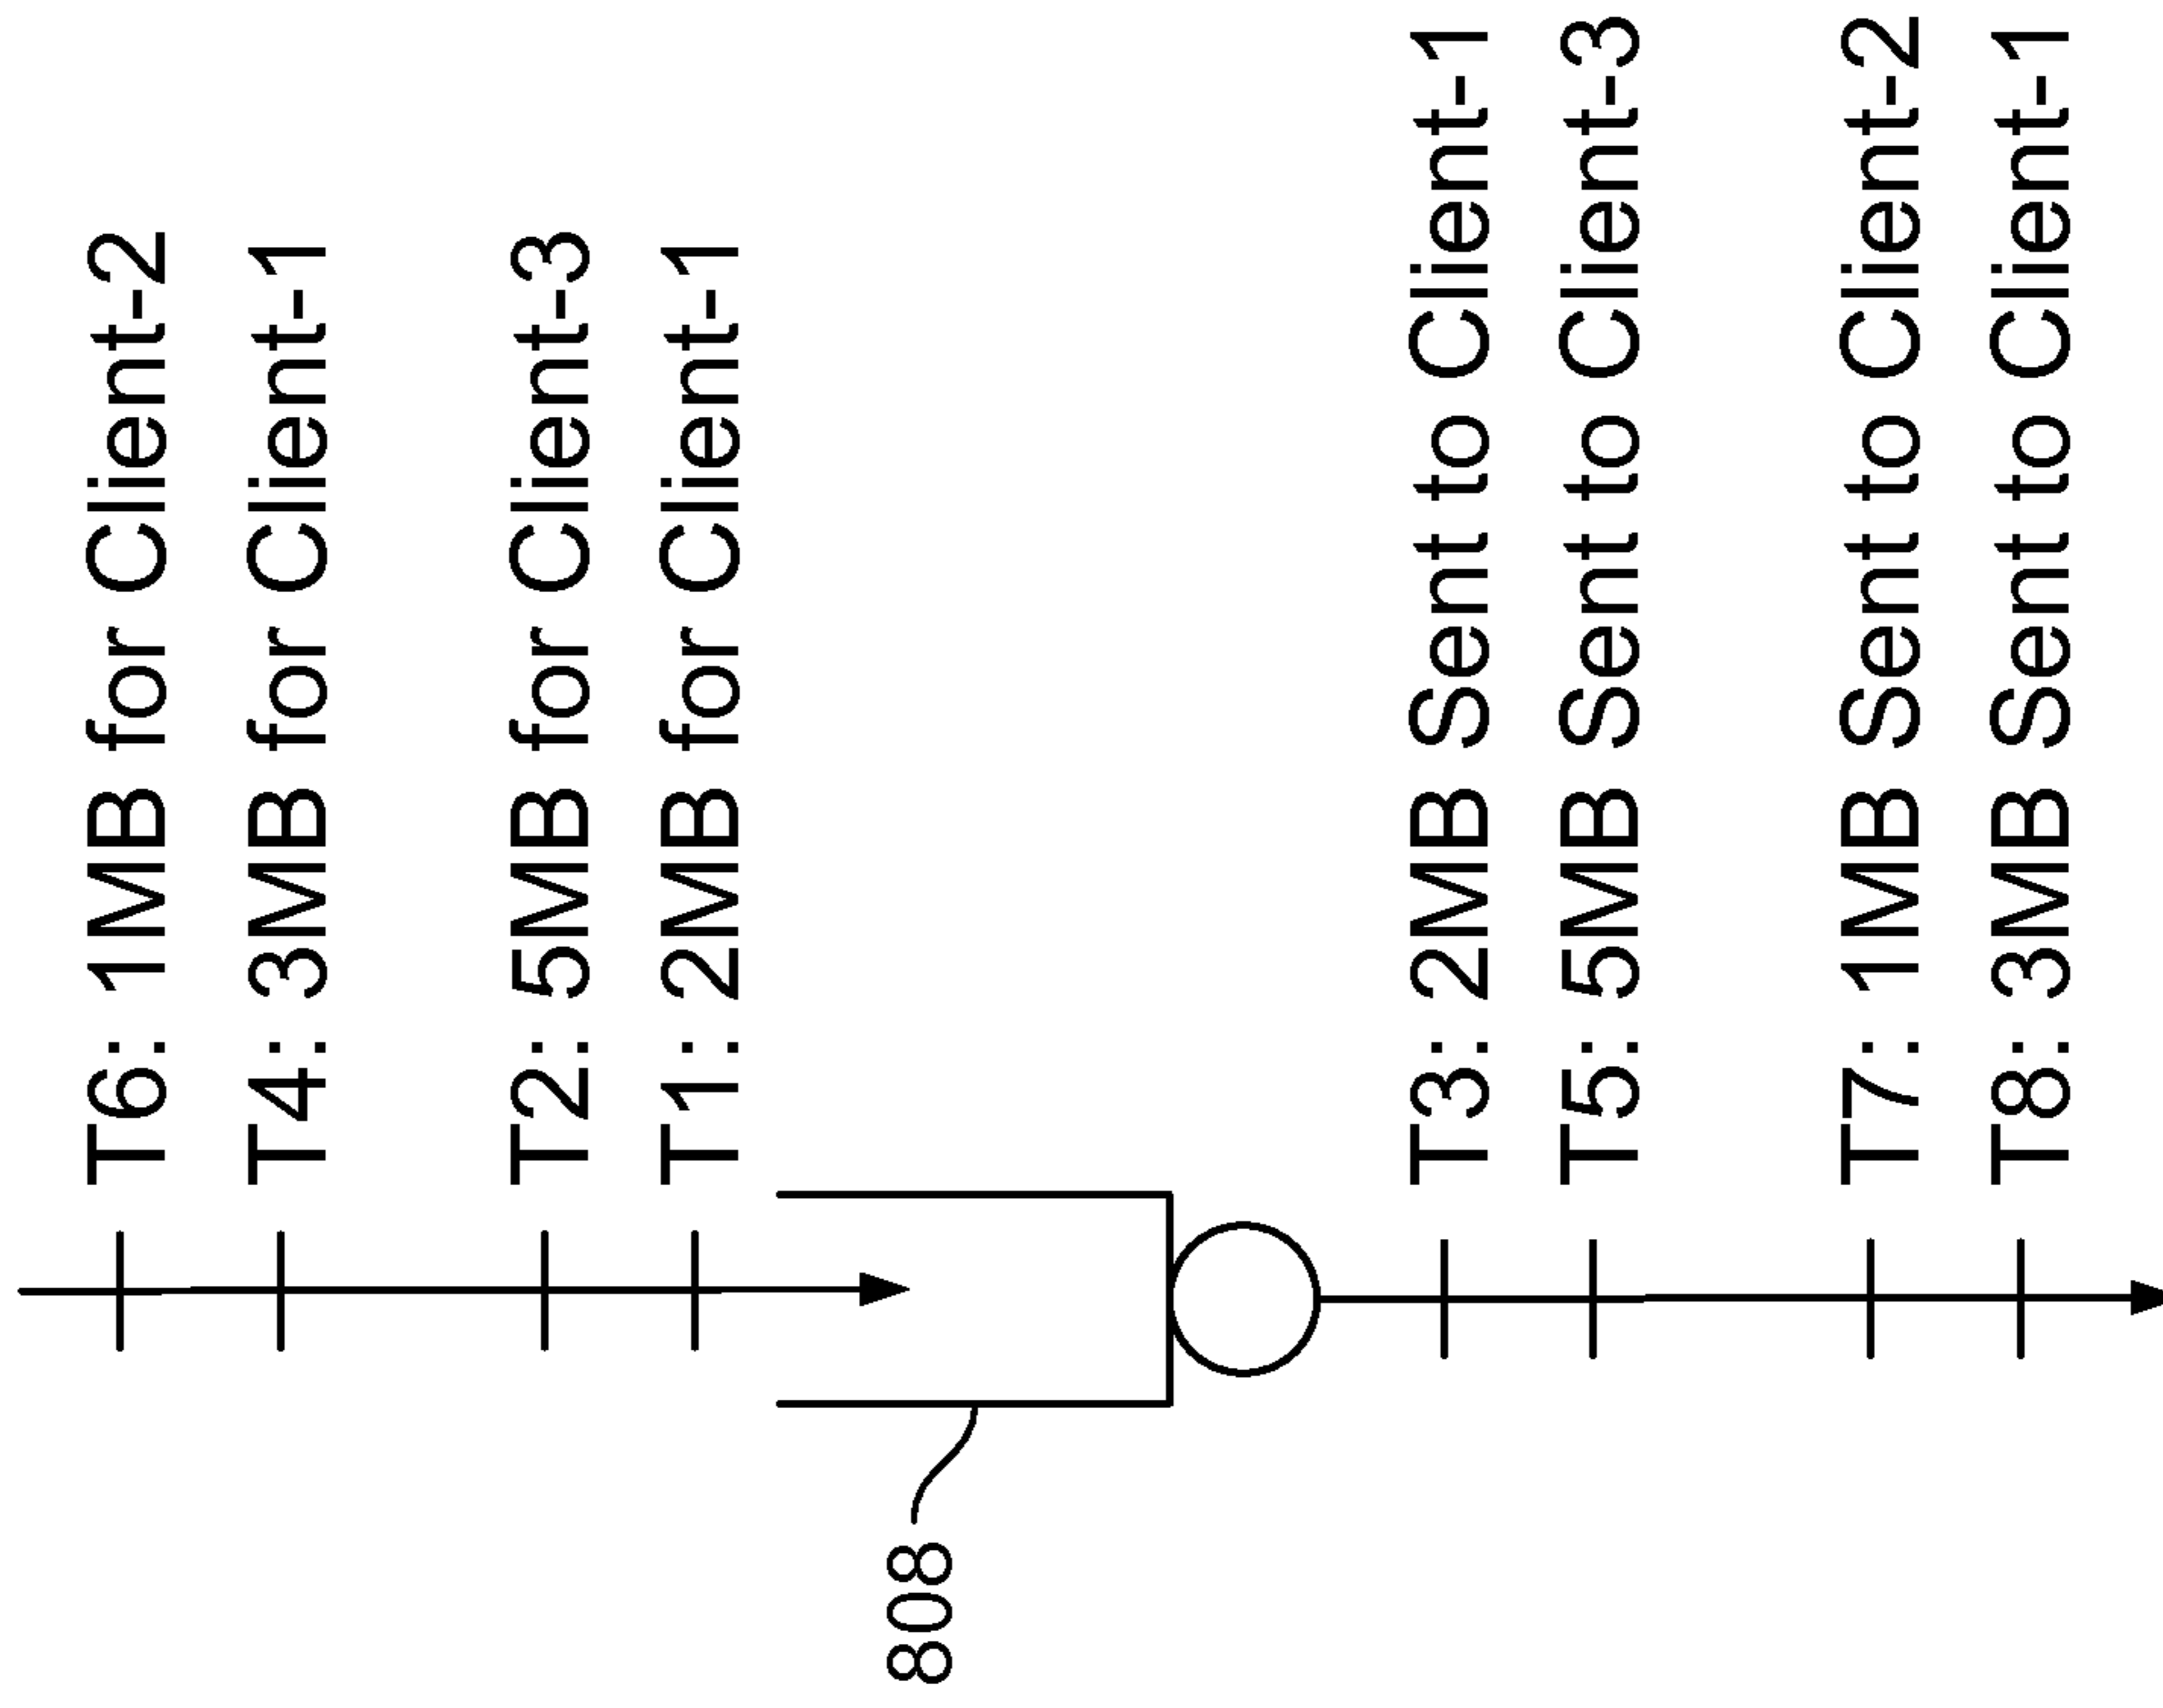 T6: 1MB for Client-2
T4: 3MB for Client-1
T2: 5MB for Client-3
T1: 2MB for Client-1
808
T3: 2MB Sent to Client-1
T5: 5MB Sent to Client-3
T7: 1MB Sent to Client-2
T8: 3MB Sent to Client-1